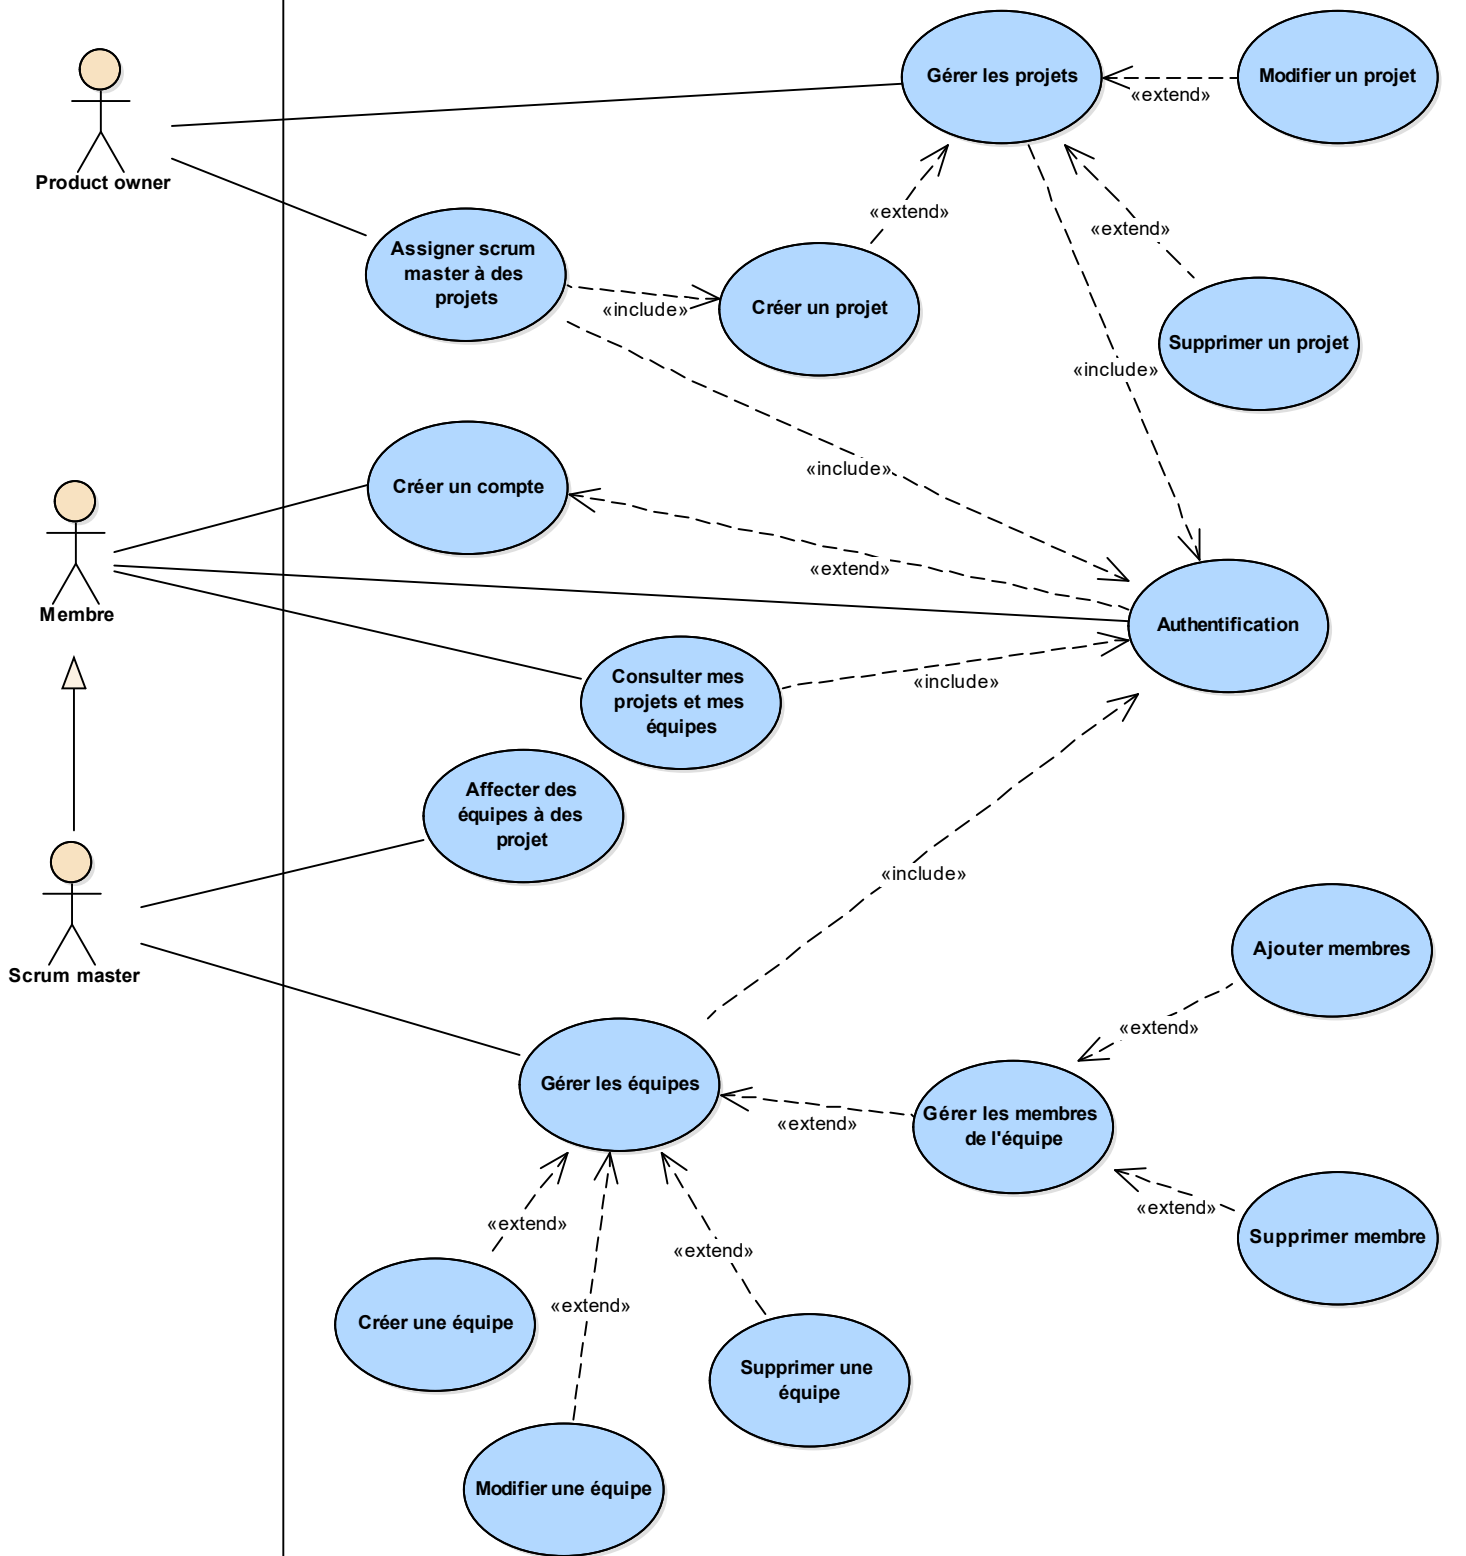 Gérer les projets
Modifier un projet
«extend»
Product owner
«extend»
«extend»
Assigner scrum
master à des
projets
«include»
Créer un projet
Supprimer un projet
«include»
«include»
Créer un compte
«extend»
Membre
Authentification
Consulter mes
projets et mes
équipes
«include»
Affecter des
équipes à des
projet
«include»
Scrum master
Ajouter membres
«extend»
Gérer les équipes
«extend»
Gérer les membres
de l'équipe
«extend»
Supprimer membre
«extend»
«extend»
«extend»
Créer une équipe
Supprimer une
équipe
Modifier une équipe